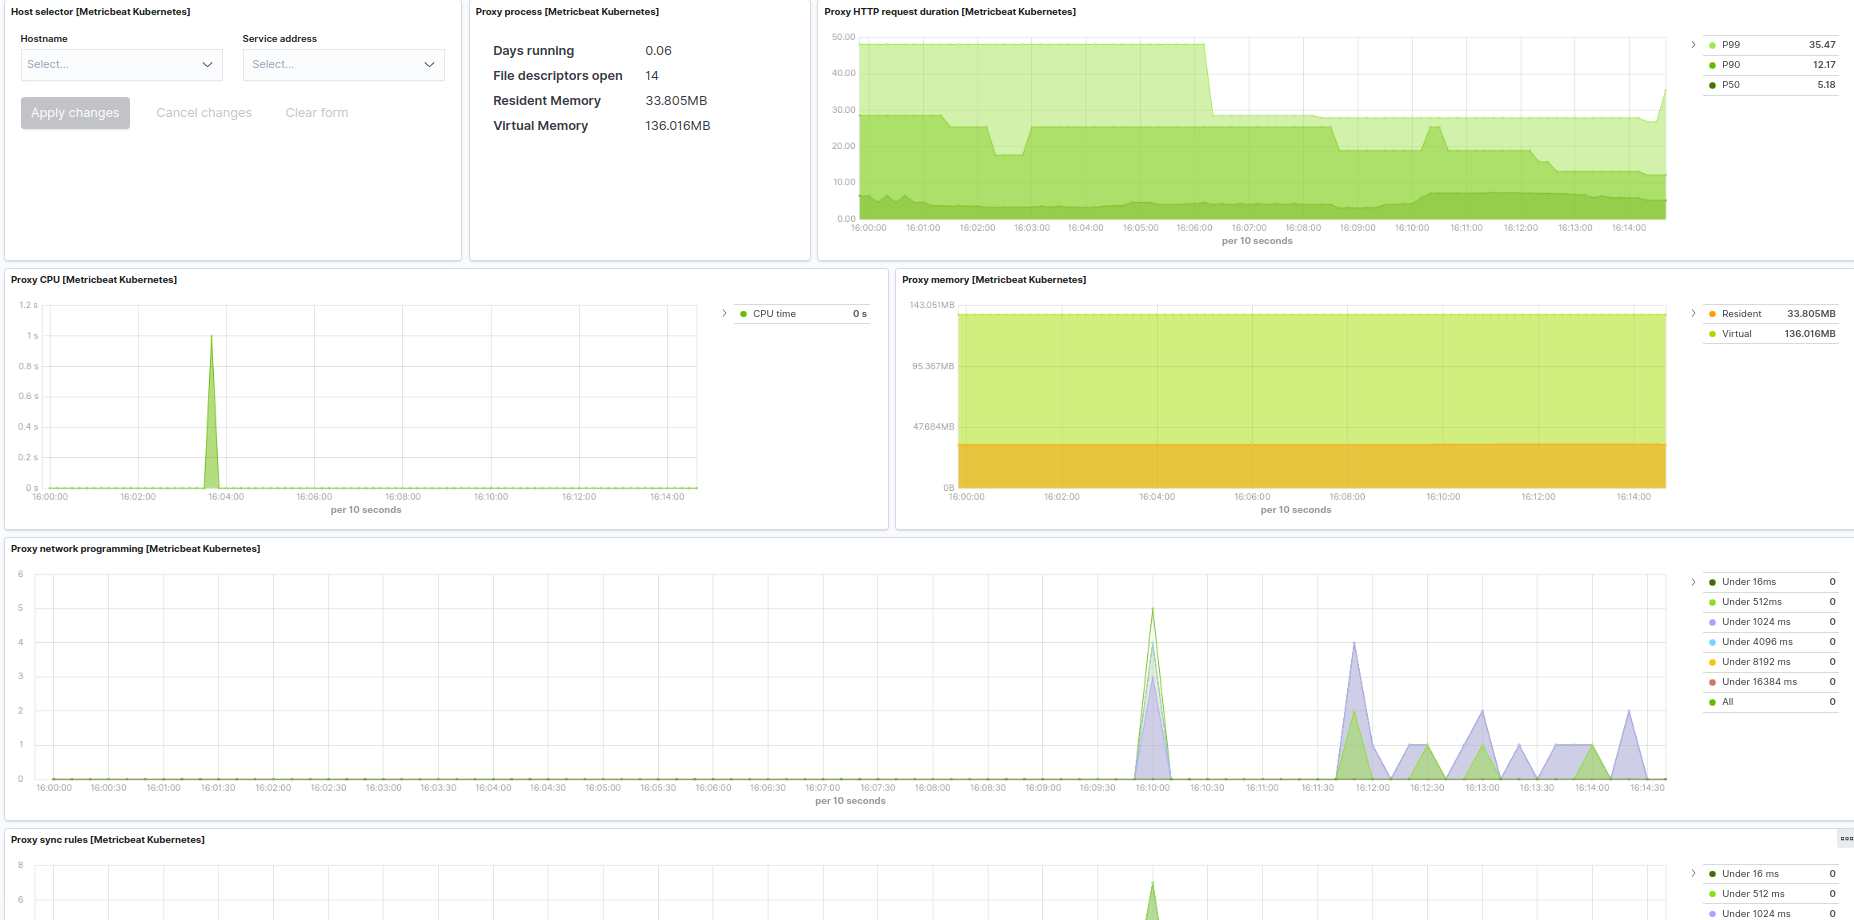 Host selector [Metricbeat Kubernetes]
Hostname
Service address
Select...
Select...
Apply changes
Cancel changes
Clear form
Proxy process [Metricbeat Kubernetes]
Days running 0.06
File descriptors open 14
Resident Memory 33.805MB
Virtual Memory 136.016MB
Proxy HTTP request duration [Metricbeat Kubernetes]
50.00
40.00
30.00
20.00
10.00
0.00
16:00:00 16:01:00 16:02:00 16:03:00 16:04:00 16:05:00 16:06:00 16:07:00 16:08:00 16:09:00 16:10:00 16:11:00 16:12:00 16:13:00 16:14:00
per 10 seconds
P99 35.47
P90 12.17
P50 5.18
Proxy CPU [Metricbeat Kubernetes]
1.2 s
1 s
0.8 s
0.6 s
0.4 s
0.2 s
0 s
16:00:00 16:02:00 16:04:00 16:06:00 16:08:00 16:10:00 16:12:00 16:14:00
per 10 seconds
CPU time 0 s
Proxy memory [Metricbeat Kubernetes]
143.051MB
95.367MB
47.684MB
0B
16:00:00 16:02:00 16:04:00 16:06:00 16:08:00 16:10:00 16:12:00 16:14:00
per 10 seconds
Resident 33.805MB
Virtual 136.016MB
Proxy network programming [Metricbeat Kubernetes]
6
5
4
3
2
1
0
16:00:00 16:00:30 16:01:00 16:01:30 16:02:00 16:02:30 16:03:00 16:03:30 16:04:00 16:04:30 16:05:00 16:05:30 16:06:00 16:06:30 16:07:00 16:07:30 16:08:00 16:08:30 16:09:00 16:09:30 16:10:00 16:10:30 16:11:00 16:11:30 16:12:00 16:12:30 16:13:00 16:13:30 16:14:00 16:14:30
per 10 seconds
Under 16ms 0
Under 512ms 0
Under 1024 ms 0
Under 4096 ms 0
Under 8192 ms 0
Under 16384 ms 0
All 0
Proxy sync rules [Metricbeat Kubernetes]
8
6
Under 16 ms 0
Under 512 ms 0
Under 1024 ms 0